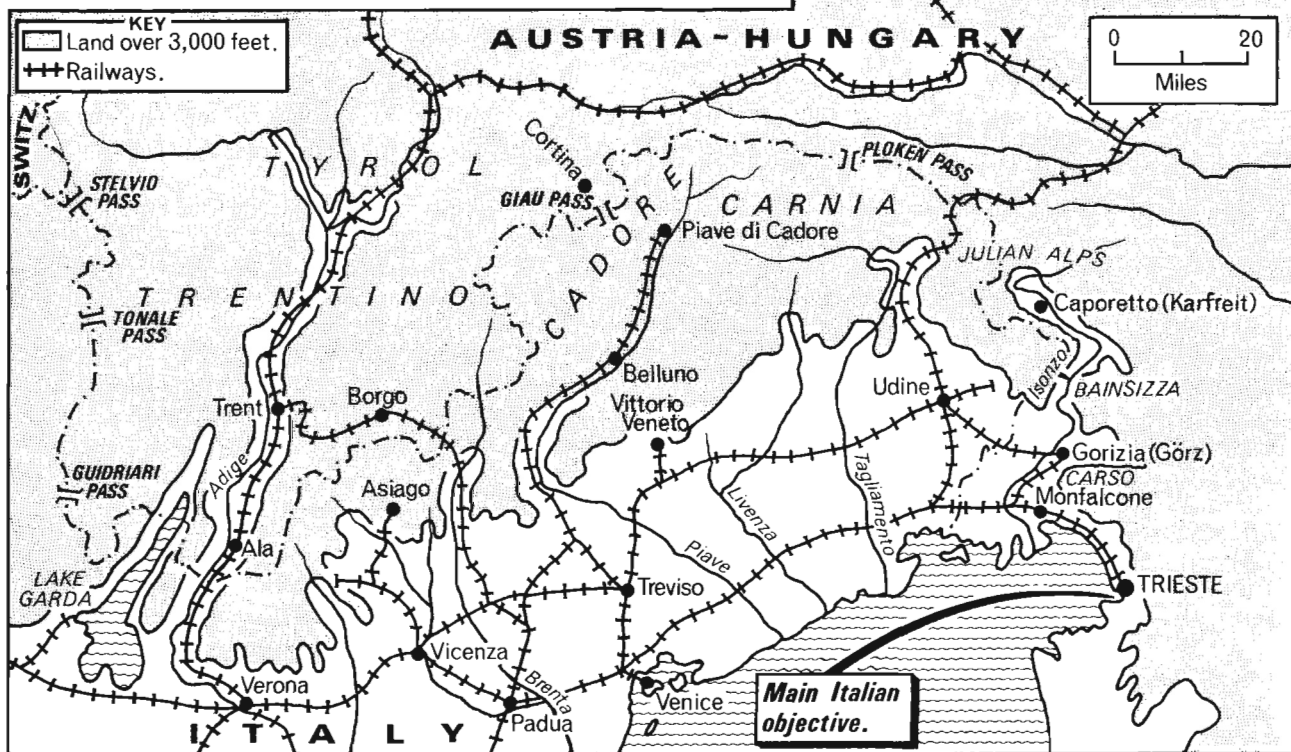 KEY
Land over 3,000 feet.
Railways.
AUSTRIA-HUNGARY
0 20
Miles
SWITZ
STELVIO
PASS
TYROL
Cortina
GIAU PASS
CADORE
PLOKEN PASS
CARNIA
Piave di Cadore
JULIAN ALPS
TRENTINO
TONALE
PASS
Caporetto (Karfreit)
Isonzo
BAINSIZZA
Belluno
Trent
Borgo
Vittorio
Veneto
Udine
Gorizia (Görz)
CARSO
Monfalcone
GUIDRIARI
PASS
Adige
Asiago
Livenza
Tagliamento
Piave
Ala
LAKE
GARDA
Treviso
TRIESTE
Vicenza
Verona
Brenta
Padua
Venice
Main Italian
objective.
ITALY